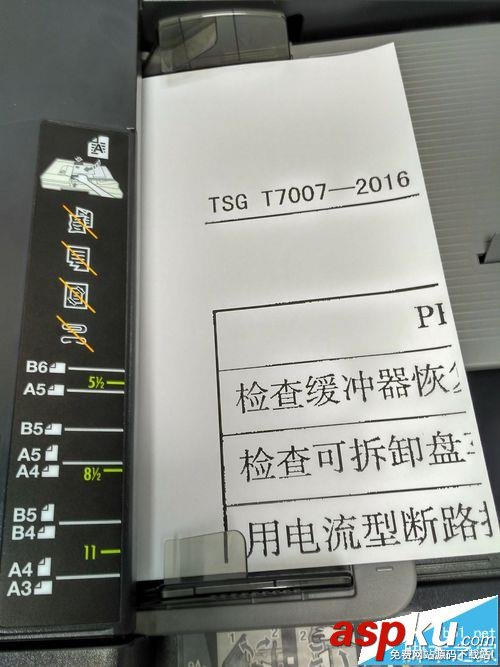 TSG T7007—2016
检查缓冲器恢
检查可拆卸盘
用电流型断路
A
B6
A5
5½
B5
A5
A4
8½
B5
B4
11
A4
A3
aspku.com
免费网站源码下载站!